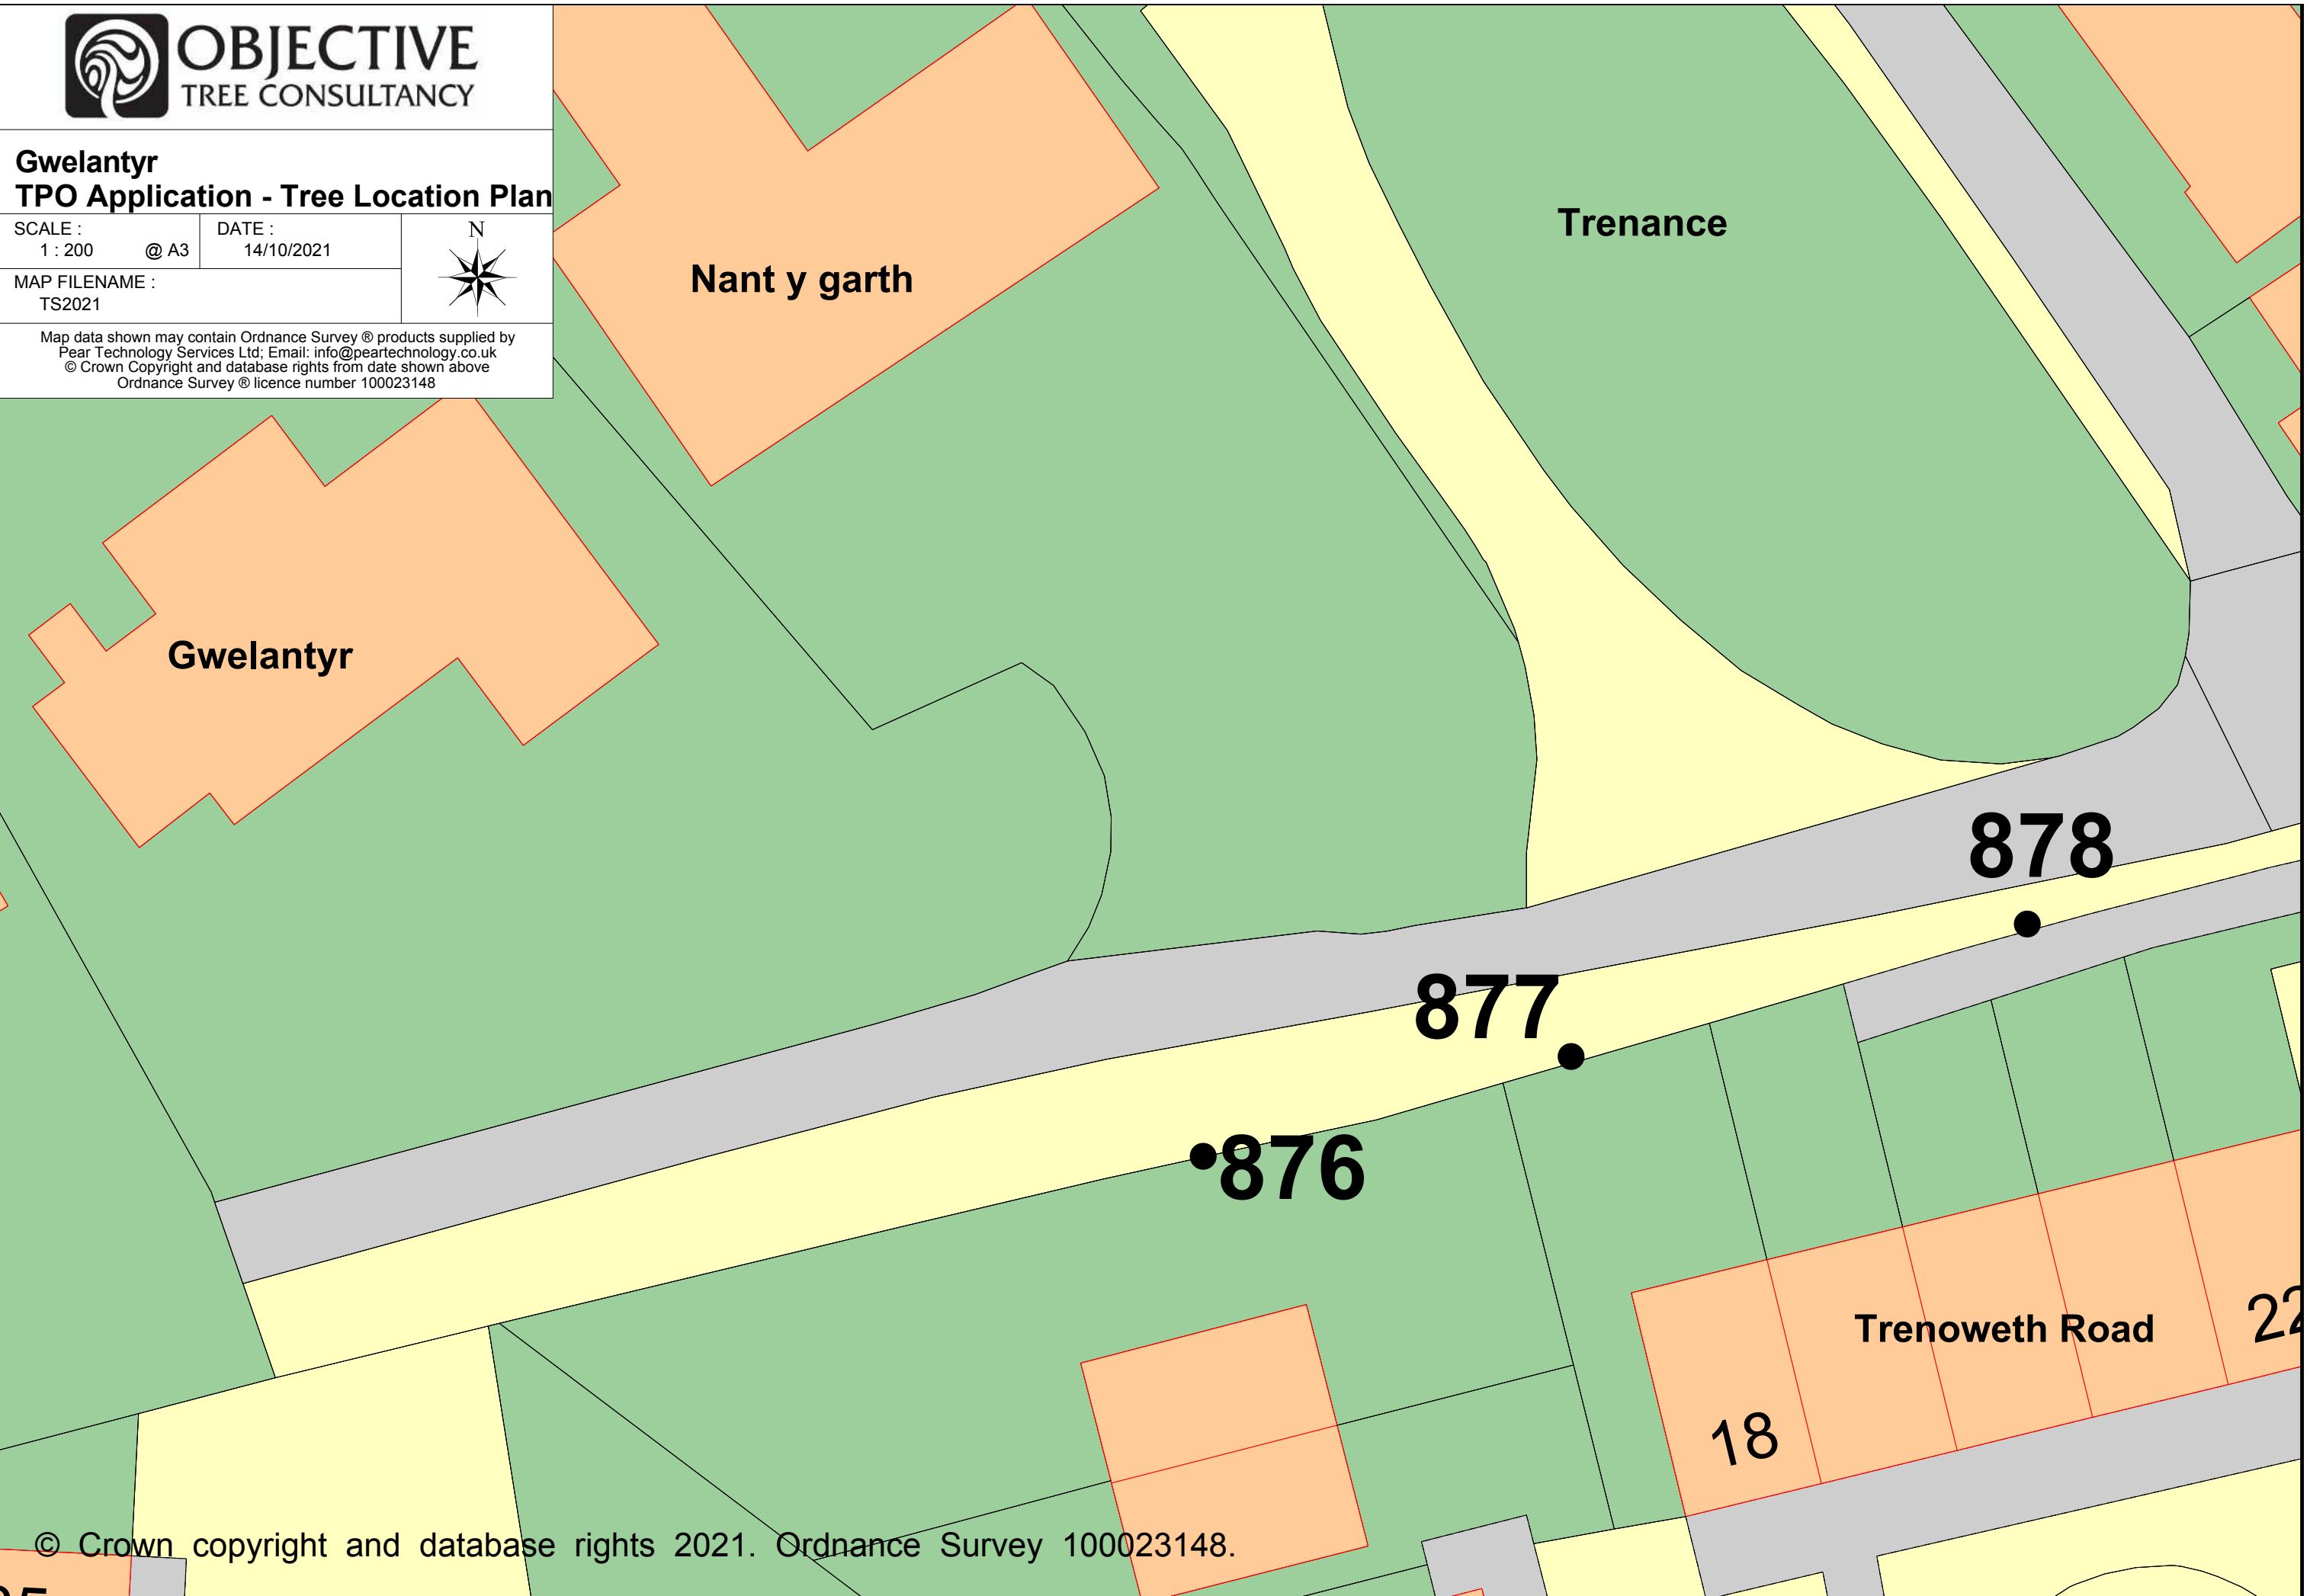 OBJECTIVE
TREE CONSULTANCY
Gwelantyr
TPO Application - Tree Location Plan
SCALE :
1 : 200 @ A3
DATE :
14/10/2021
N
MAP FILENAME :
TS2021
Map data shown may contain Ordnance Survey ® products supplied by
Pear Technology Services Ltd; Email: info@peartechnology.co.uk
© Crown Copyright and database rights from date shown above
Ordnance Survey ® licence number 100023148
Trenance
Nant y garth
Gwelantyr
878
877
876
Trenoweth Road
22
18
© Crown copyright and database rights 2021. Ordnance Survey 100023148.